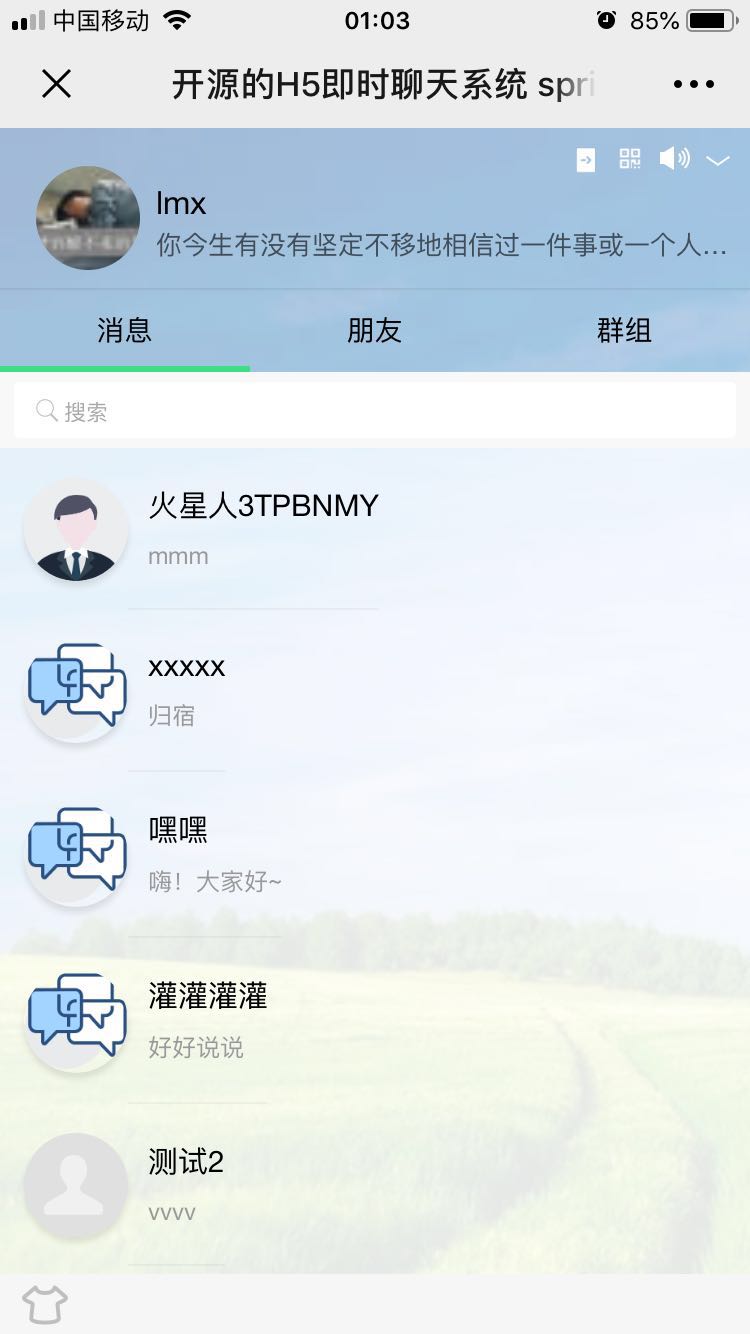 中国移动
01:03
85%
开源的H5即时聊天系统 spri
lmx
你今生有没有坚定不移地相信过一件事或一个人...
消息
朋友
群组
搜索
火星人3TPBNMY
mmm
xxxxx
归宿
嘿嘿
嗨！大家好~
灌灌灌灌
好好说说
测试2
vvvv